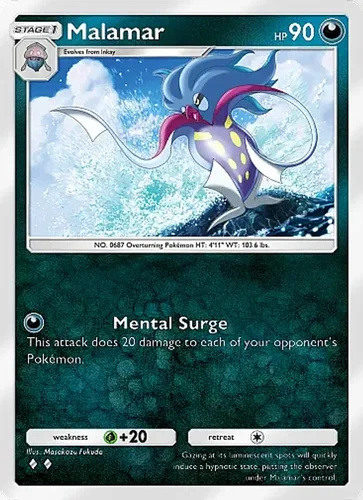 STAGE 1
Malamar
HP 90
Evolves from Inkay
NO. 0687 Overturning Pokémon HT: 4'11" WT: 103.6 lbs.
Mental Surge
This attack does 20 damage to each of your opponent's
Pokémon.
weakness +20 retreat
Illus. Masakazu Fukuda
Gazing at its luminescent spots will quickly
induce a hypnotic state, putting the observer
under Malamar's control.